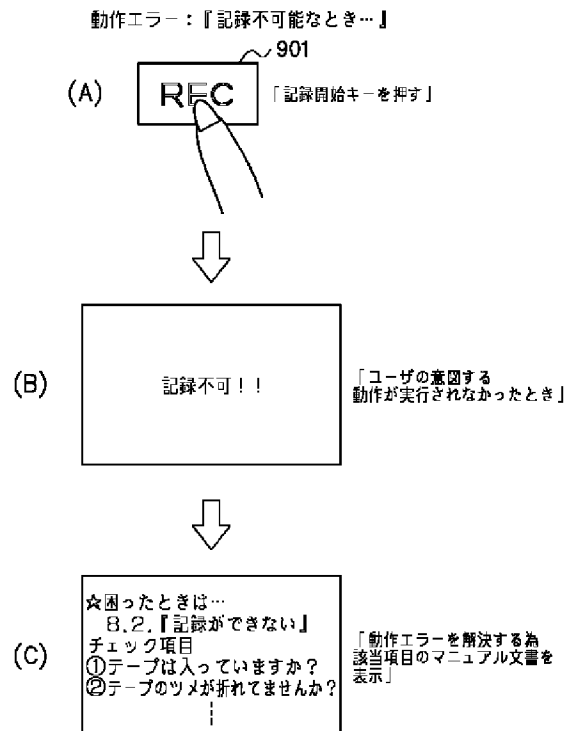 動作エラー:『記録不可能なとき…』
901
(A)
REC
「記録開始キーを押す」
(B)
記録不可！！
「ユーザの意図する
動作が実行されなかったとき」
(C)
☆困ったときは…
8.2.『記録ができない』
チェック項目
①テープは入っていますか？
②テープのツメが折れてませんか？
「動作エラーを解決する為
該当項目のマニュアル文書を
表示」